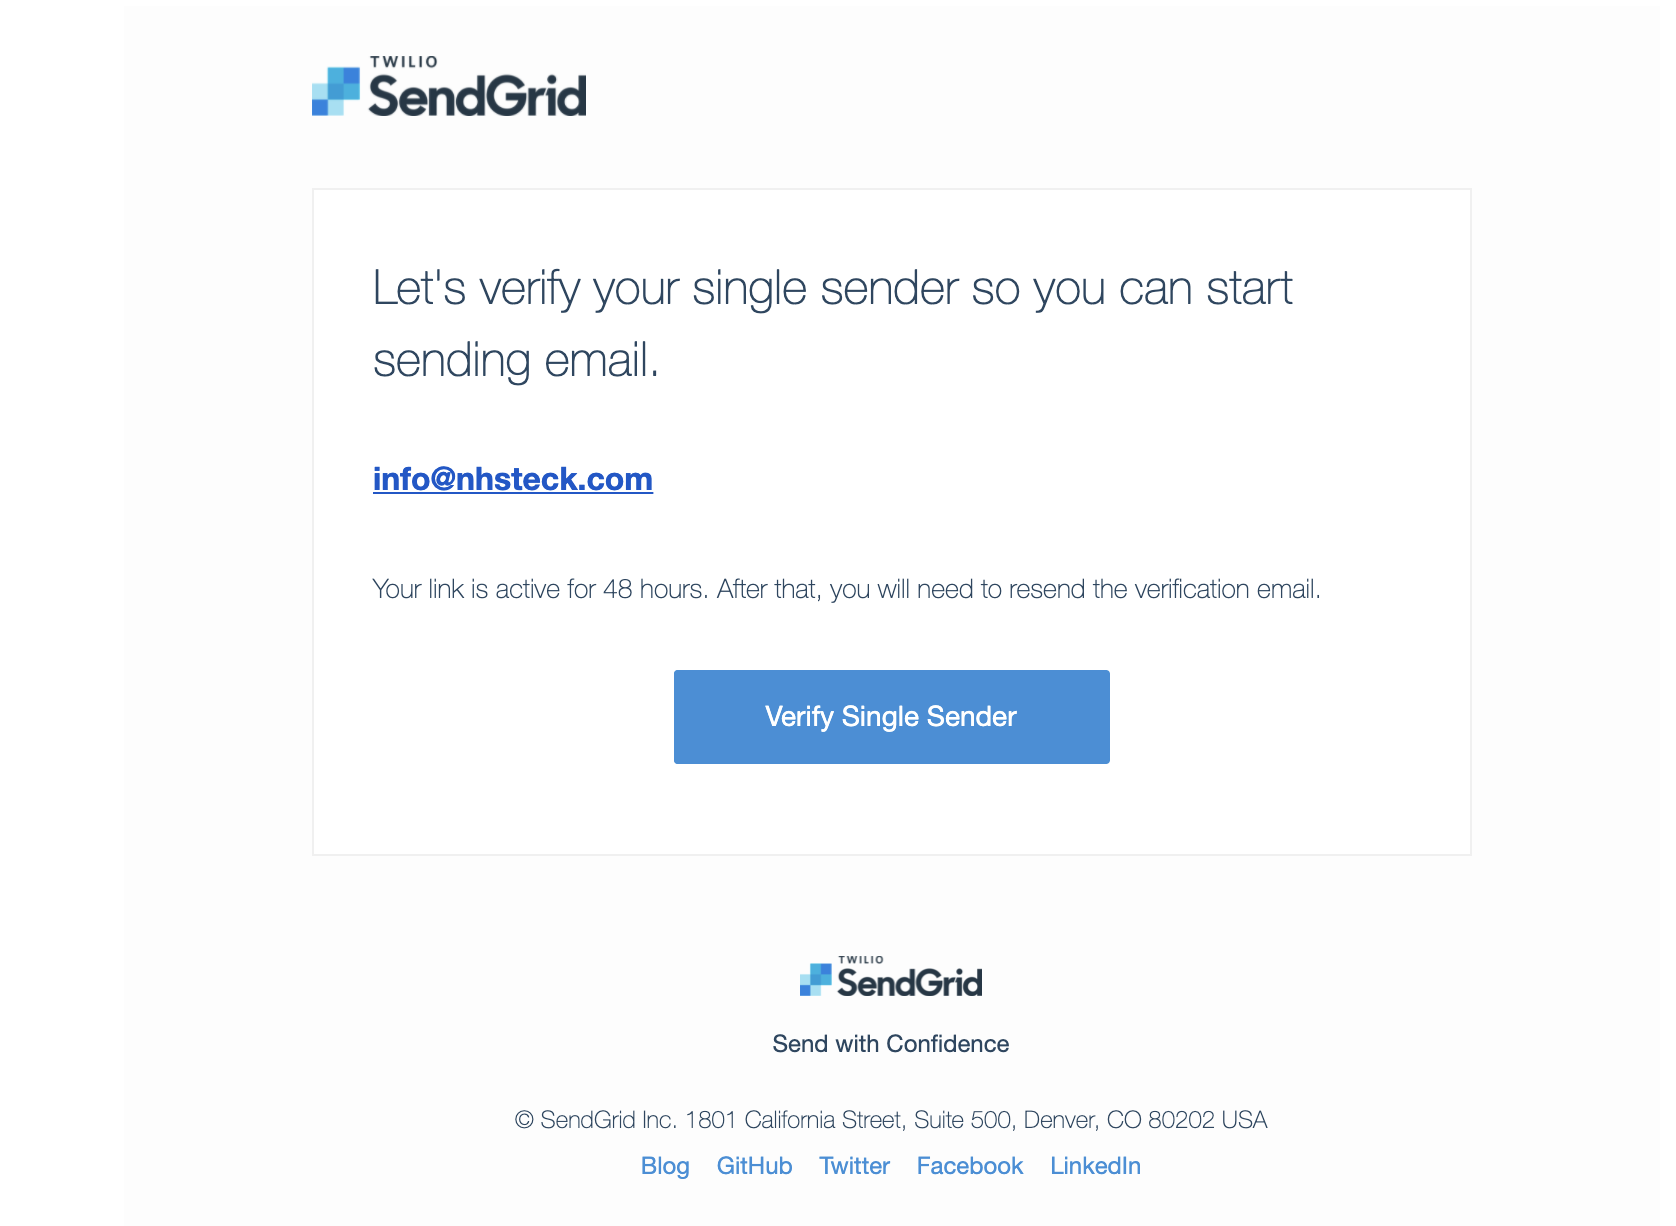 TWILIO
SendGrid
Let's verify your single sender so you can start
sending email.
info@nhsteck.com
Your link is active for 48 hours. After that, you will need to resend the verification email.
Verify Single Sender
TWILIO
SendGrid
Send with Confidence
© SendGrid Inc. 1801 California Street, Suite 500, Denver, CO 80202 USA
Blog GitHub Twitter Facebook LinkedIn